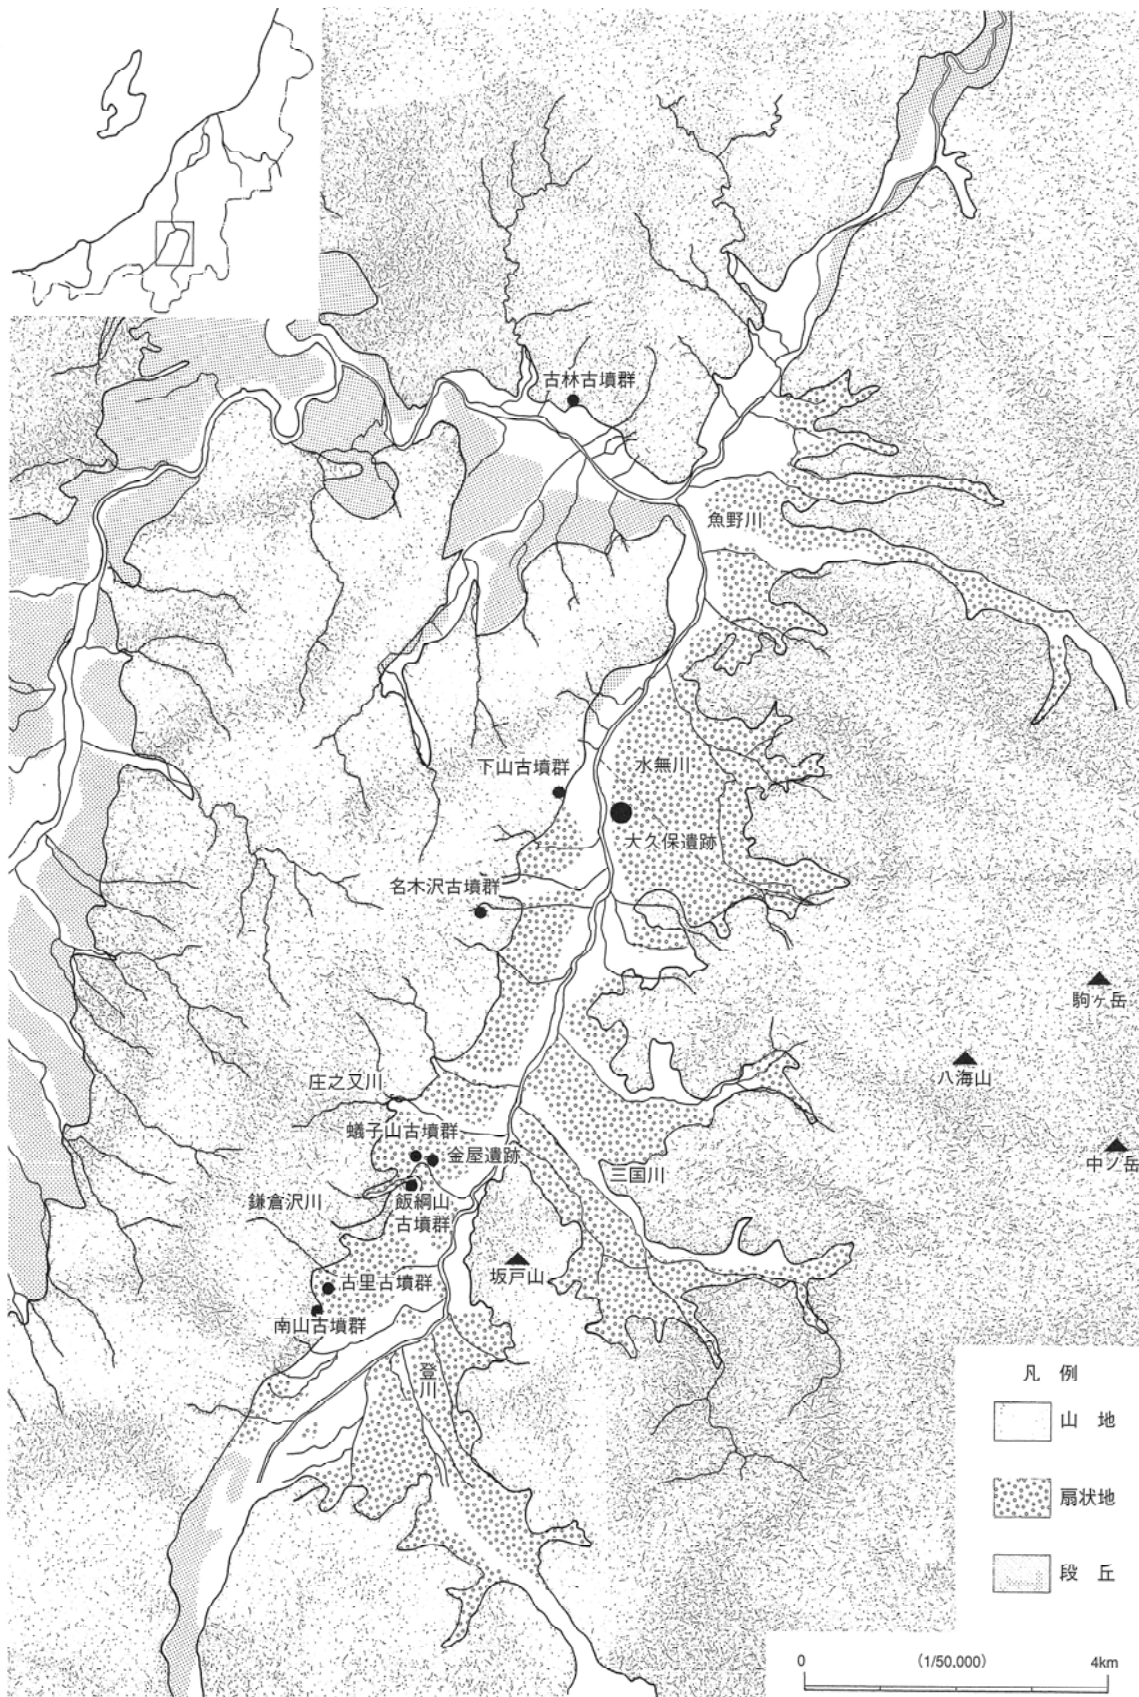 古林古墳群
魚野川
下山古墳群
水無川
大久保遺跡
名木沢古墳群
駒ヶ岳
八海山
庄之又川
中ノ岳
蟻子山古墳群
金屋遺跡
三国川
鎌倉沢川
飯綱山
古墳群
坂戸山
古里古墳群
南山古墳群
登川
凡 例
山 地
扇状地
段 丘
0 (1/50,000) 4km